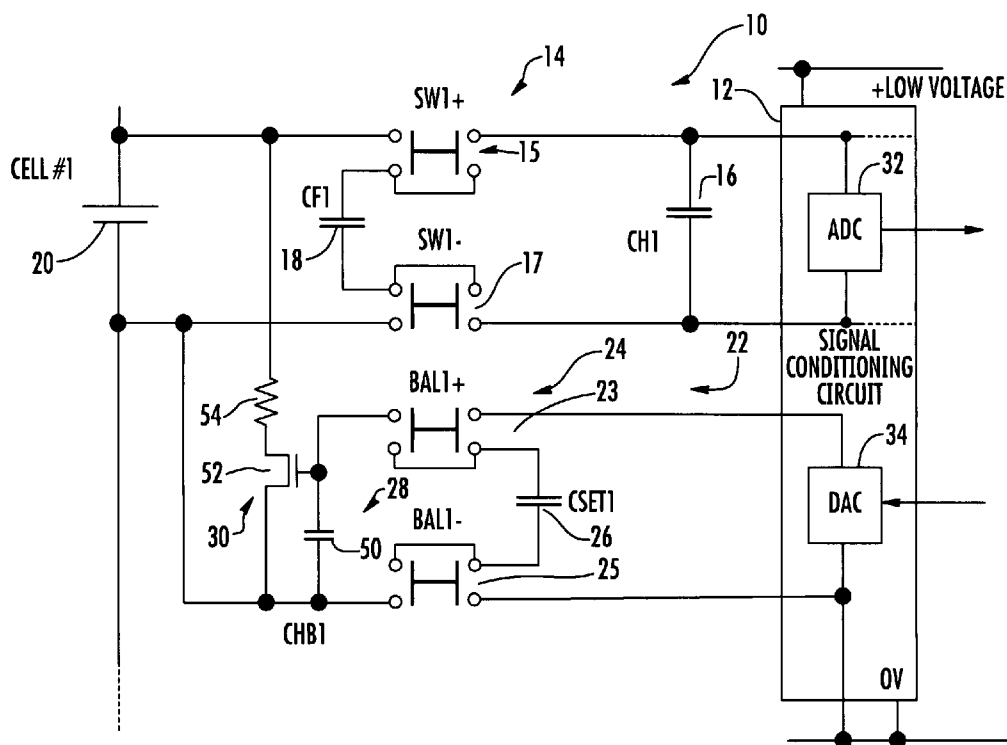 10
14
12
+LOW VOLTAGE
SW1+
15
32
CELL #1
CF1
16
ADC
18
CH1
20
SW1-
17
SIGNAL
CONDITIONING
CIRCUIT
24
22
BAL1+
23
54
34
52
28
CSET1
DAC
30
BAL1-
26
50
25
CHB1
0V